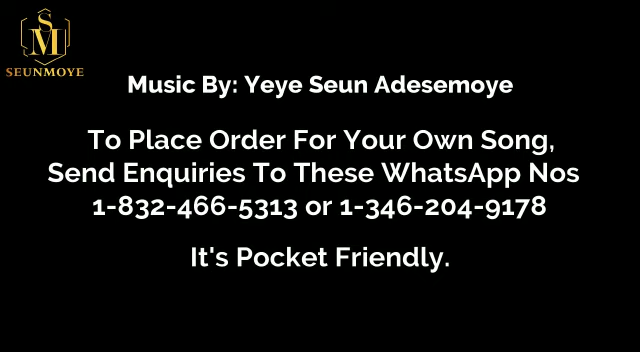 SM
SEUNMOYE
Music By: Yeye Seun Adesemoye
To Place Order For Your Own Song,
Send Enquiries To These WhatsApp Nos
1-832-466-5313 or 1-346-204-9178
It's Pocket Friendly.